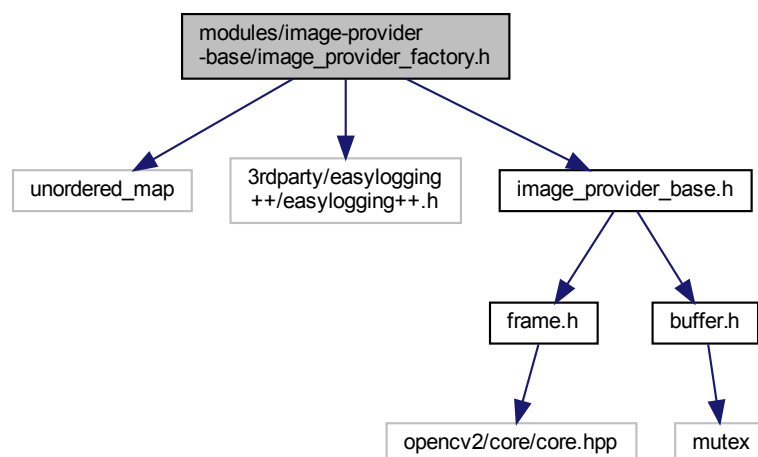 modules/image-provider
-base/image_provider_factory.h
unordered_map
3rdparty/easylogging
++/easylogging++.h
image_provider_base.h
frame.h
buffer.h
opencv2/core/core.hpp
mutex